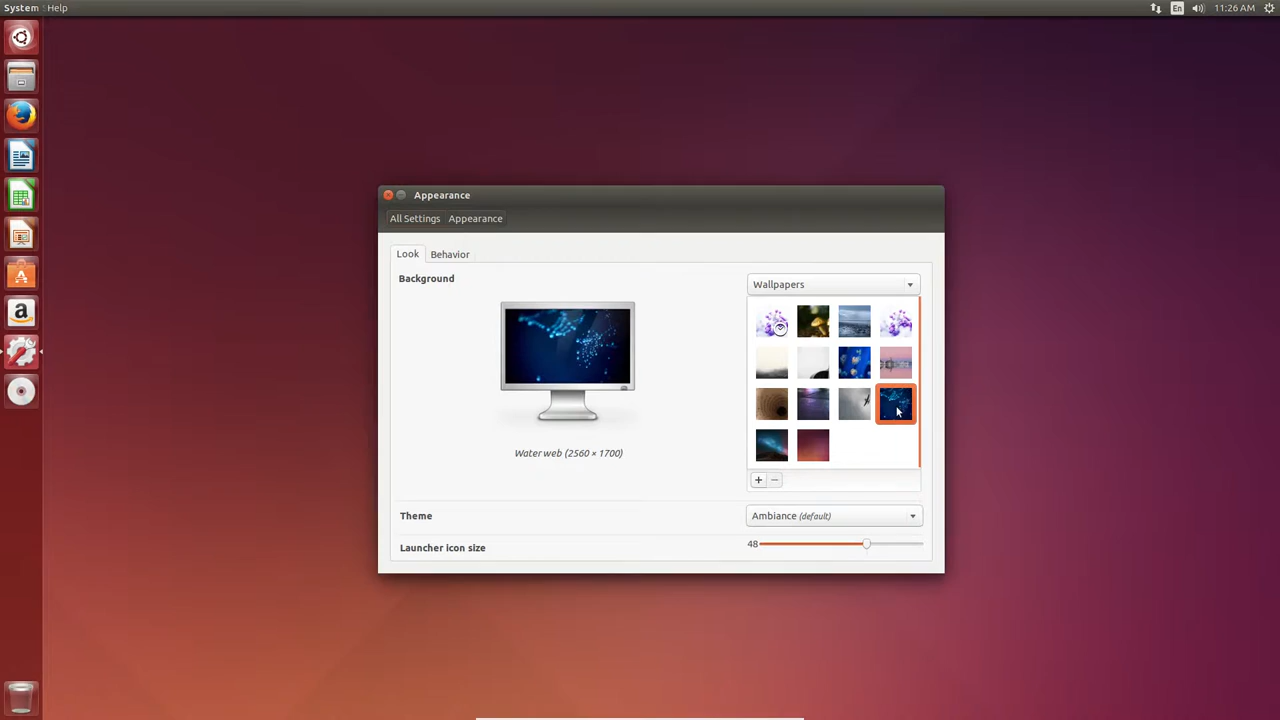 System Help En 11:26 AM
Appearance
All Settings Appearance
Look Behavior
Background Wallpapers
Water web (2560 × 1700)
+ −
Theme Ambiance (default)
Launcher icon size 48